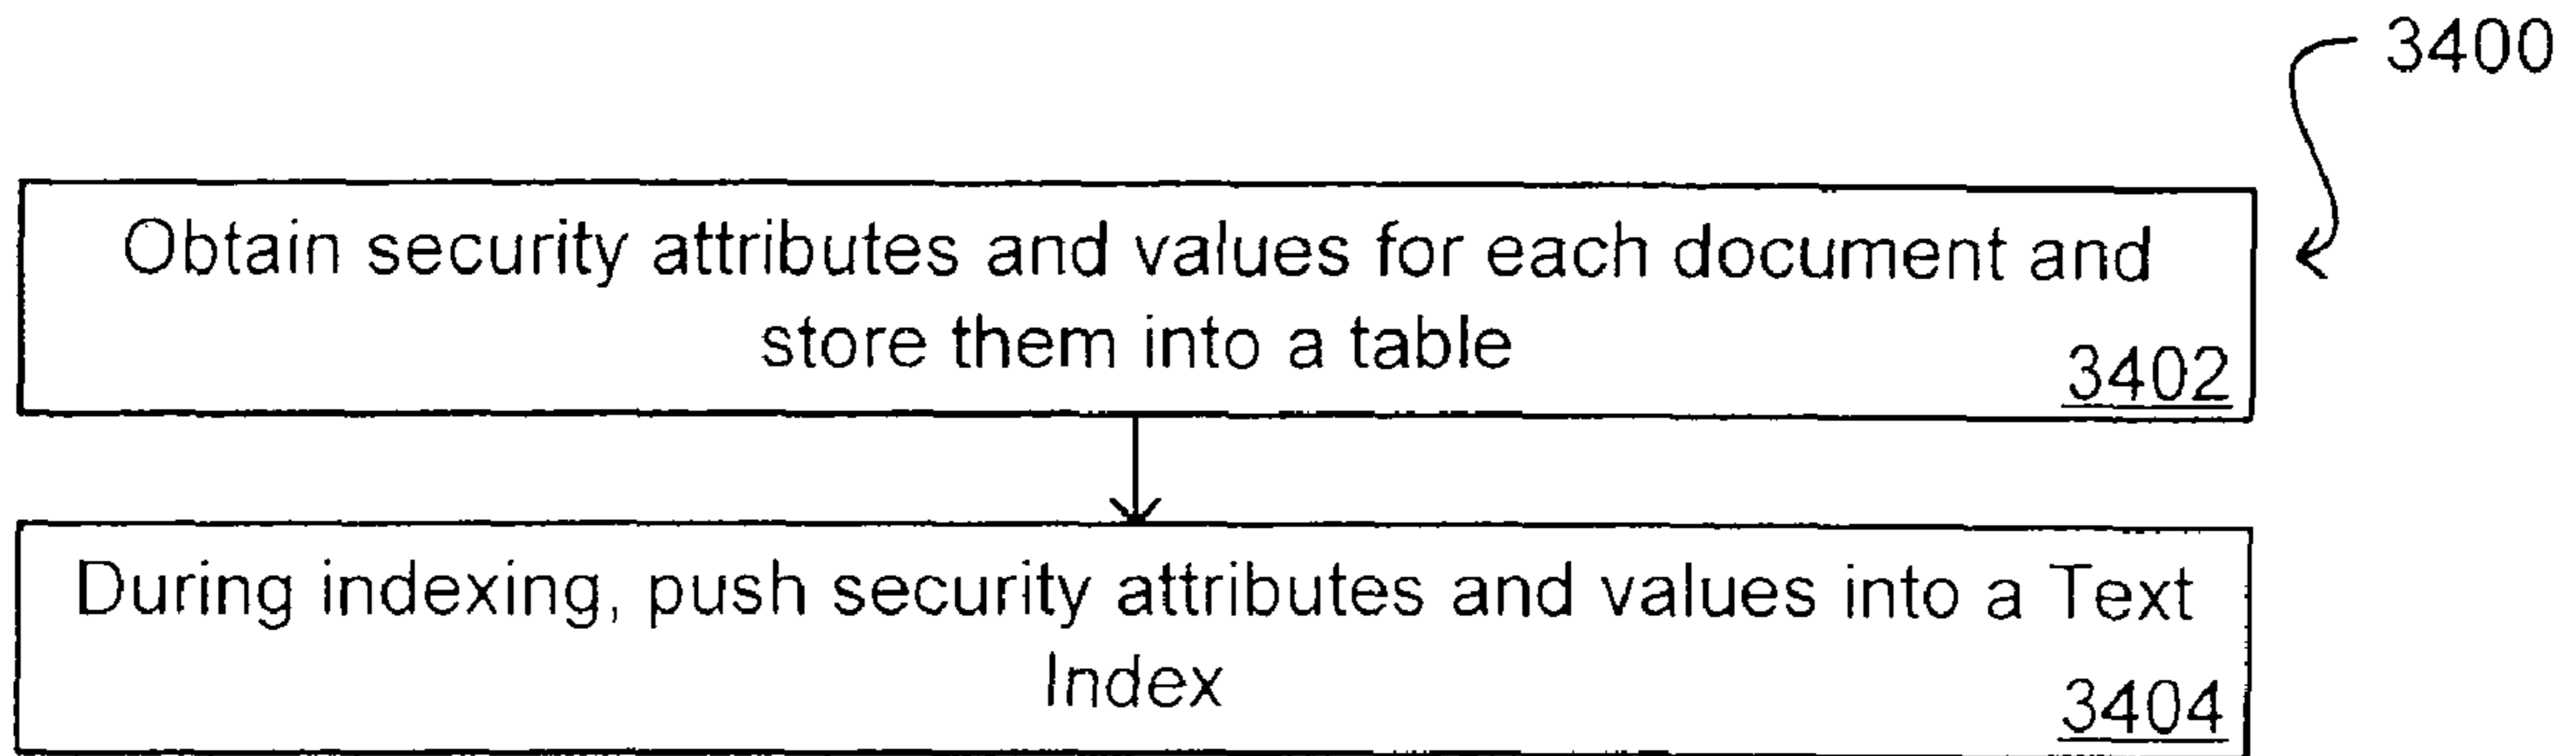 3400
Obtain security attributes and values for each document and
store them into a table
3402
During indexing, push security attributes and values into a Text
Index
3404